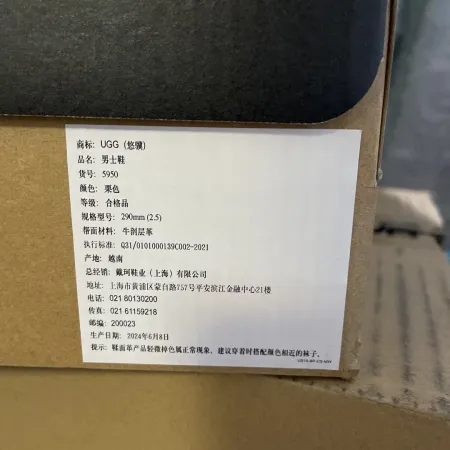 商标: UGG (悠骥)
品名: 男士鞋
货号: 5950
颜色: 栗色
等级: 合格品
规格型号: 290mm (2.5)
帮面材料: 牛剖层革
执行标准: Q31/0101000139C002-2021
产地: 越南
总经销: 戴珂鞋业 (上海) 有限公司
地址: 上海市黄浦区蒙自路757号平安滨江金融中心21楼
电话: 021 80130200
传真: 021 61159218
邮编: 200023
生产日期: 2024年6月8日
提示: 鞋面革产品轻微掉色属正常现象, 建议穿着时搭配颜色相近的袜子。